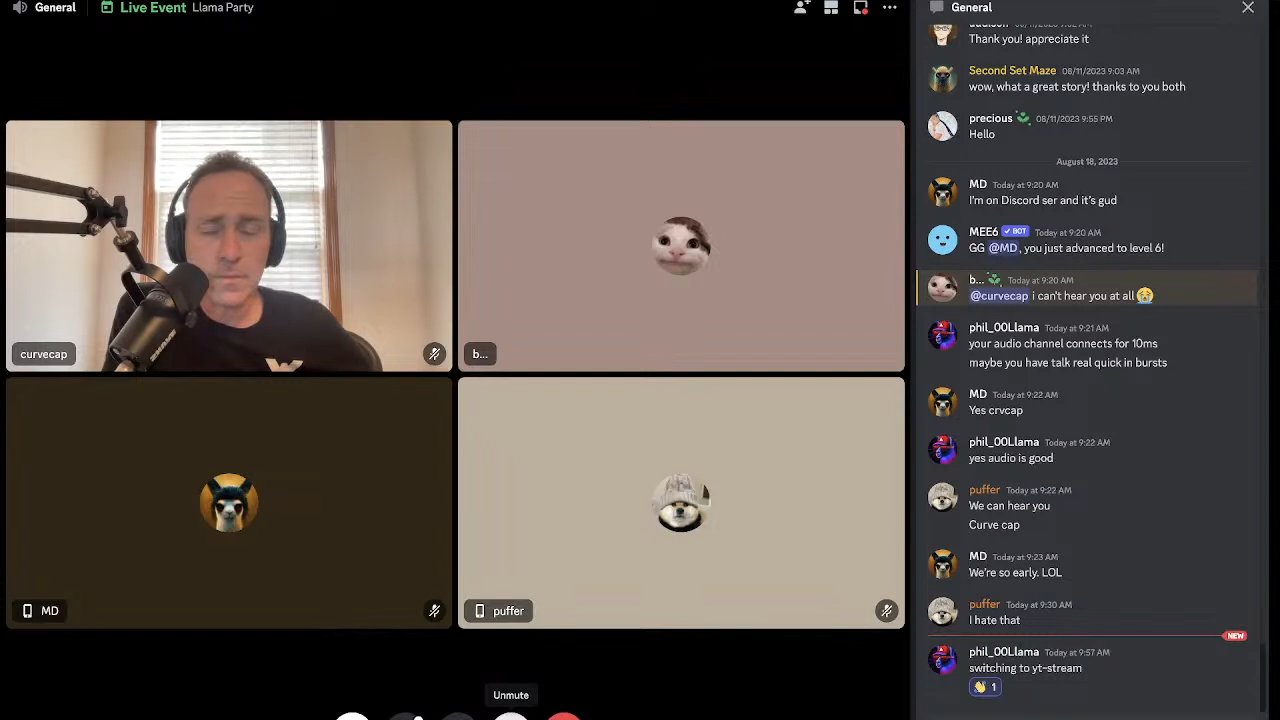 General
Live Event Llama Party
General
Thank you! appreciate it
Second Set Maze 08/11/2023 9:03 AM
wow, what a great story! thanks to you both
precious 08/11/2023 9:55 PM
Hello
August 18, 2023
MD Today at 9:20 AM
I'm on Discord ser and it's gud
MEE6 ✓ BOT Today at 9:20 AM
GG @MD, you just advanced to level 6!
b... Today at 9:20 AM
@curvecap i can't hear you at all 😭
phil_00Llama Today at 9:21 AM
your audio channel connects for 10ms
maybe you have talk real quick in bursts
MD Today at 9:22 AM
Yes crvcap
phil_00Llama Today at 9:22 AM
yes audio is good
puffer Today at 9:22 AM
We can hear you
Curve cap
MD Today at 9:23 AM
We're so early. LOL
puffer Today at 9:30 AM
I hate that
NEW
phil_00Llama Today at 9:57 AM
switching to yt-stream
👋 1
curvecap
b...
MD
puffer
Unmute